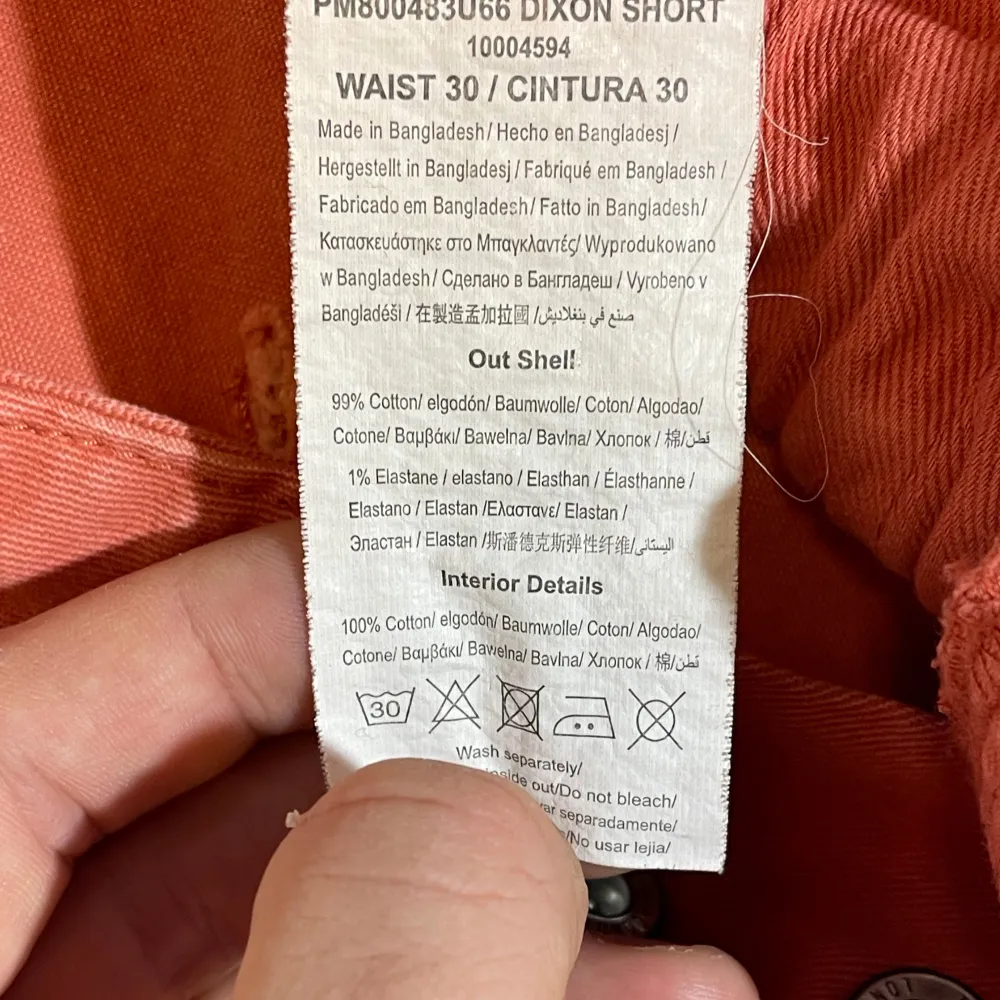 PM800483U66 DIXON SHORT
10004594
WAIST 30 / CINTURA 30
Made in Bangladesh/ Hecho en Bangladesj /
Hergestellt in Bangladesj / Fabriqué em Bangladesh /
Fabricado em Bangladesh/ Fatto in Bangladesh/
Κατασκευάστηκε στο Μπαγκλαντές/ Wyprodukowano
w Bangladesh/ Сделано в Бангладеш / Vyrobeno v
Bangladéši / 在製造孟加拉國 /صنع في بنغلاديش
Out Shell
99% Cotton/ elgodón/ Baumwolle/ Coton/ Algodao/
Cotone/ Βαμβάκι/ Bawelna/ Bavlna/ Хлопок / 棉/قطن
1% Elastane / elastano / Elasthan / Élasthanne /
Elastano / Elastan /Ελαστανε/ Elastan /
Эластан / Elastan /斯潘德克斯弹性纤维/اليستانى
Interior Details
100% Cotton/ elgodón/ Baumwolle/ Coton/ Algodao/
Cotone/ Βαμβάκι/ Bawelna/ Bavlna/ Хлопок / 棉/قطن
30
Wash separately/
out/Do not bleach/
separadamente/
/No usar lejia/